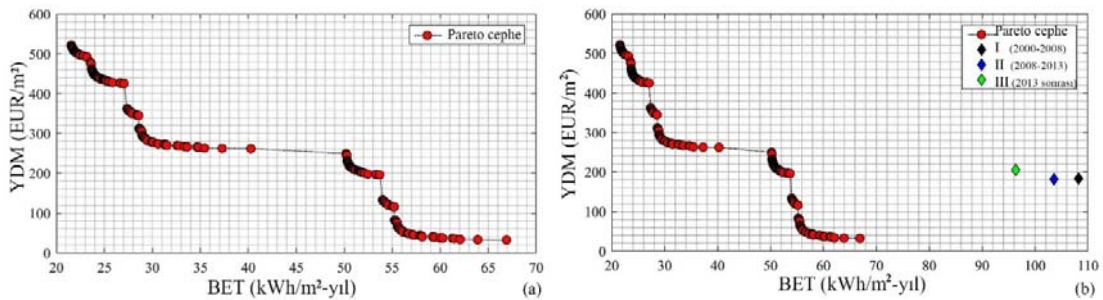 600
500
400
300
200
100
0
YDM (EUR/m²)
Pareto cephe
20 25 30 35 40 45 50 55 60 65 70
BET (kWh/m²-yıl)
(a)
600
500
400
300
200
100
0
YDM (EUR/m²)
Pareto cephe
I (2000-2008)
II (2008-2013)
III (2013 sonrası)
20 30 40 50 60 70 80 90 100 110
BET (kWh/m²-yıl)
(b)